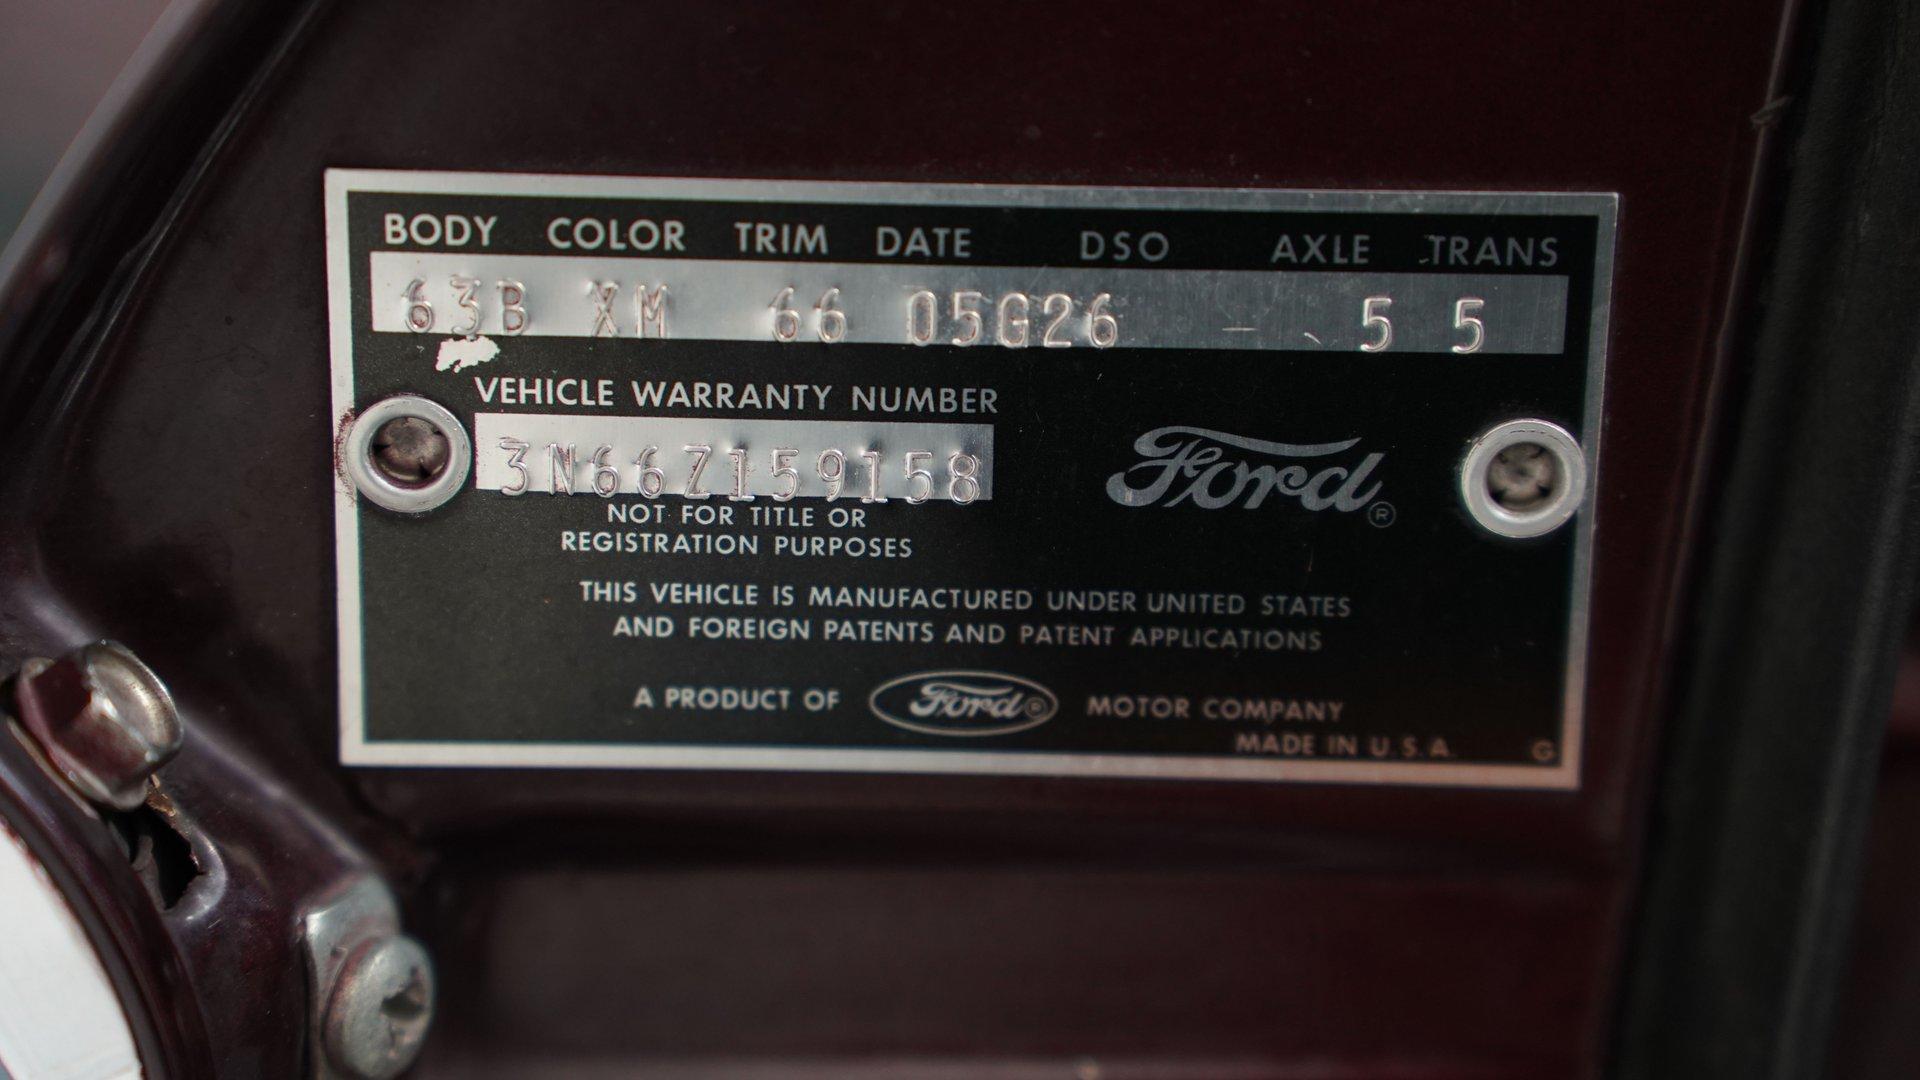 BODY COLOR TRIM DATE DSO AXLE TRANS
63B XM 66 05G26 5 5
VEHICLE WARRANTY NUMBER
3N66Z159158
Ford®
NOT FOR TITLE OR
REGISTRATION PURPOSES
THIS VEHICLE IS MANUFACTURED UNDER UNITED STATES
AND FOREIGN PATENTS AND PATENT APPLICATIONS
A PRODUCT OF Ford® MOTOR COMPANY
MADE IN U.S.A. G